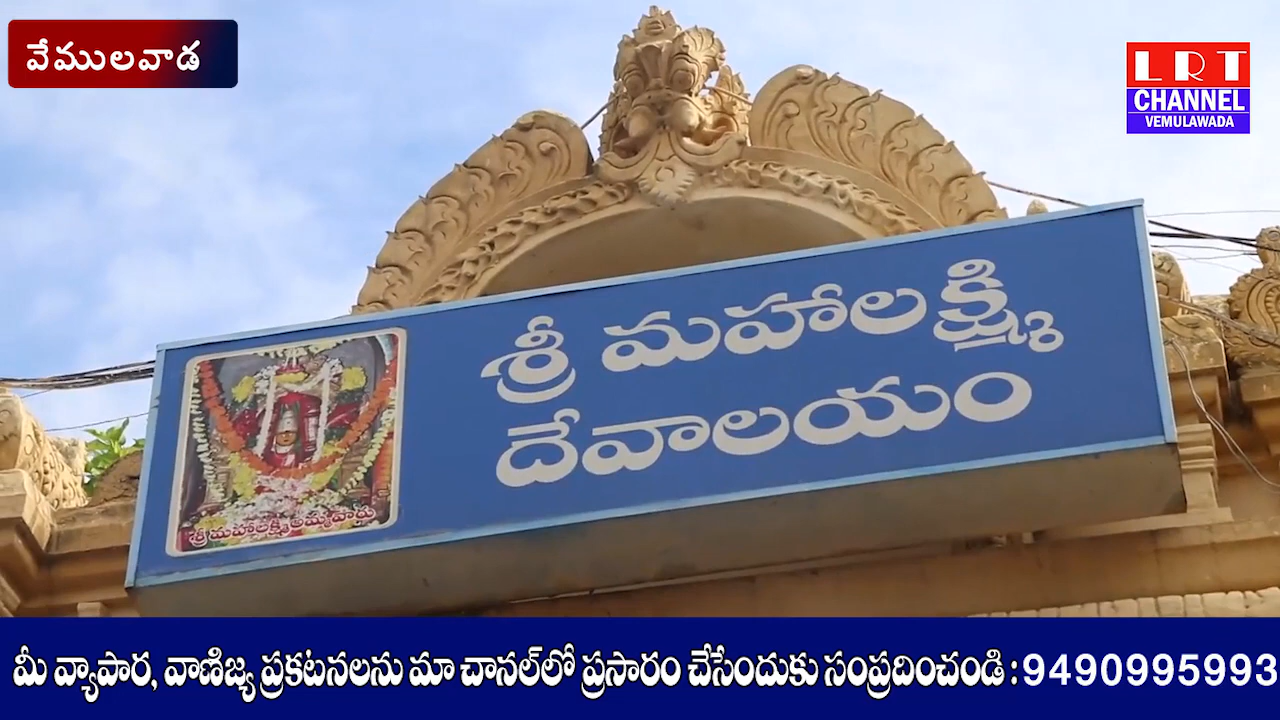 వేములవాడ
LRT
CHANNEL
VEMULAWADA
శ్రీ మహాలక్ష్మి
దేవాలయం
శ్రీ మహాలక్ష్మి అమ్మవారు
మీ వ్యాపార, వాణిజ్య ప్రకటనలను మా చానల్‌లో ప్రసారం చేసేందుకు సంప్రదించండి : 9490995993